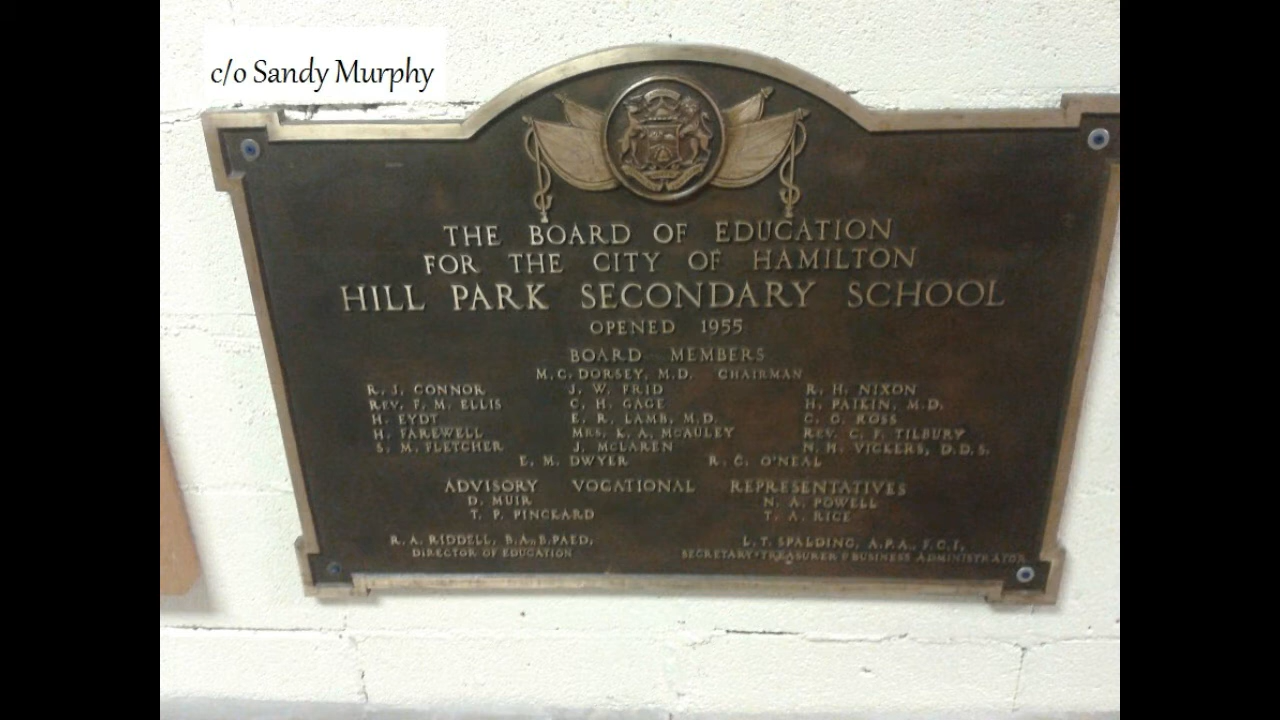 c/o Sandy Murphy
THE BOARD OF EDUCATION
FOR THE CITY OF HAMILTON
HILL PARK SECONDARY SCHOOL
OPENED 1955
BOARD MEMBERS
M. C. DORSEY, M.D. CHAIRMAN
R. J. CONNOR J. W. FRID R. H. NIXON
REV. F. M. ELLIS C. H. GAGE H. PAIKIN, M.D.
H. EYDT E. R. LAMB, M.D. C. C. ROSS
H. FAREWELL MRS. K. A. McAULEY REV. C. F. TILBURY
S. M. FLETCHER J. McLAREN N. H. VICKERS, D.D.S.
E. M. DWYER R. C. O'NEAL
ADVISORY VOCATIONAL REPRESENTATIVES
D. MUIR N. A. POWELL
T. P. PINCKARD T. A. RICE
R. A. RIDDELL, B.A., B.PAED. L. T. SPALDING, A.P.A., F.C.I.
DIRECTOR OF EDUCATION SECRETARY-TREASURER & BUSINESS ADMINISTRATOR